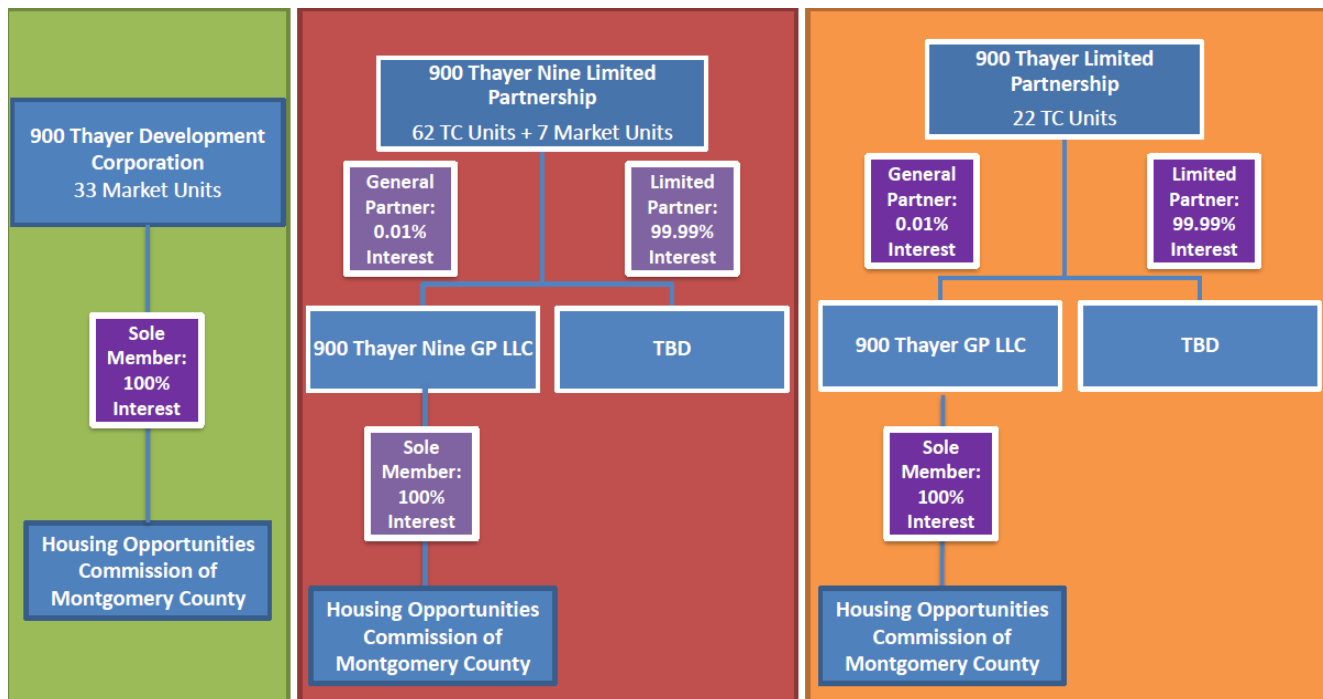 900 Thayer Development
Corporation
33 Market Units
Sole
Member:
100%
Interest
Housing Opportunities
Commission of
Montgomery County
900 Thayer Nine Limited
Partnership
62 TC Units + 7 Market Units
General
Partner:
0.01%
Interest
Limited
Partner:
99.99%
Interest
900 Thayer Nine GP LLC
TBD
Sole
Member:
100%
Interest
Housing Opportunities
Commission of
Montgomery County
900 Thayer Limited
Partnership
22 TC Units
General
Partner:
0.01%
Interest
Limited
Partner:
99.99%
Interest
900 Thayer GP LLC
TBD
Sole
Member:
100%
Interest
Housing Opportunities
Commission of
Montgomery County